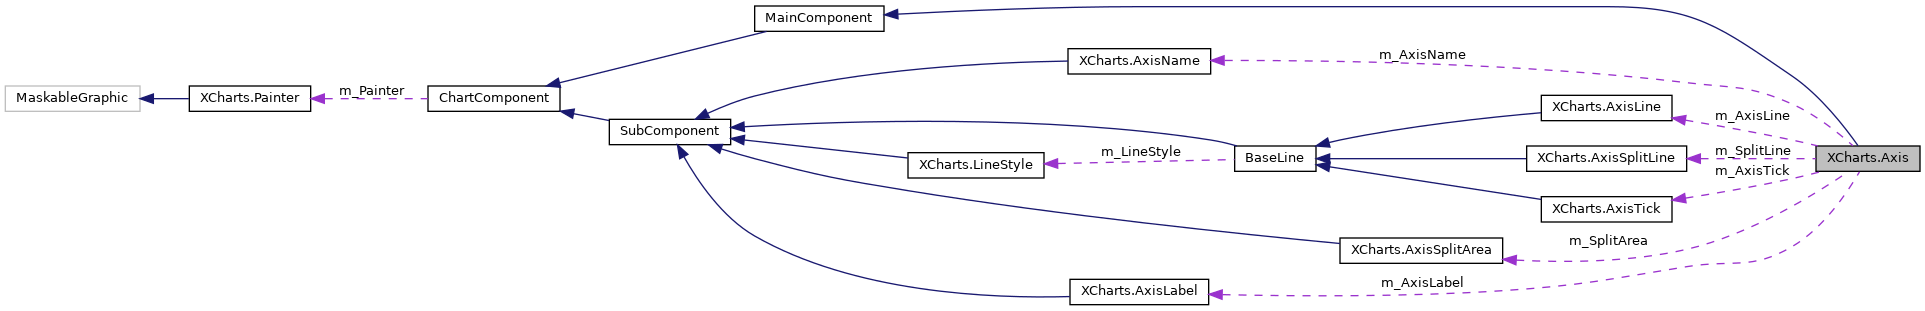 MainComponent
m_AxisName
XCharts.AxisName
MaskableGraphic
XCharts.Painter
m_Painter
ChartComponent
XCharts.AxisLine
m_AxisLine
SubComponent
m_LineStyle
XCharts.LineStyle
BaseLine
XCharts.AxisSplitLine
m_SplitLine
XCharts.Axis
m_AxisTick
XCharts.AxisTick
XCharts.AxisSplitArea
m_SplitArea
XCharts.AxisLabel
m_AxisLabel